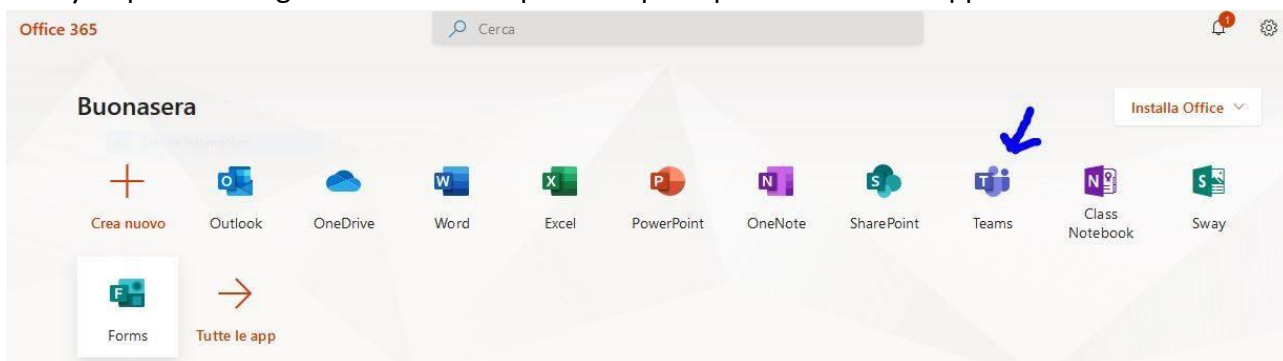 Office 365
Cerca
1
Buonasera
Installa Office
Crea nuovo
Outlook
OneDrive
Word
Excel
PowerPoint
OneNote
SharePoint
Teams
Class
Notebook
Sway
Forms
Tutte le app